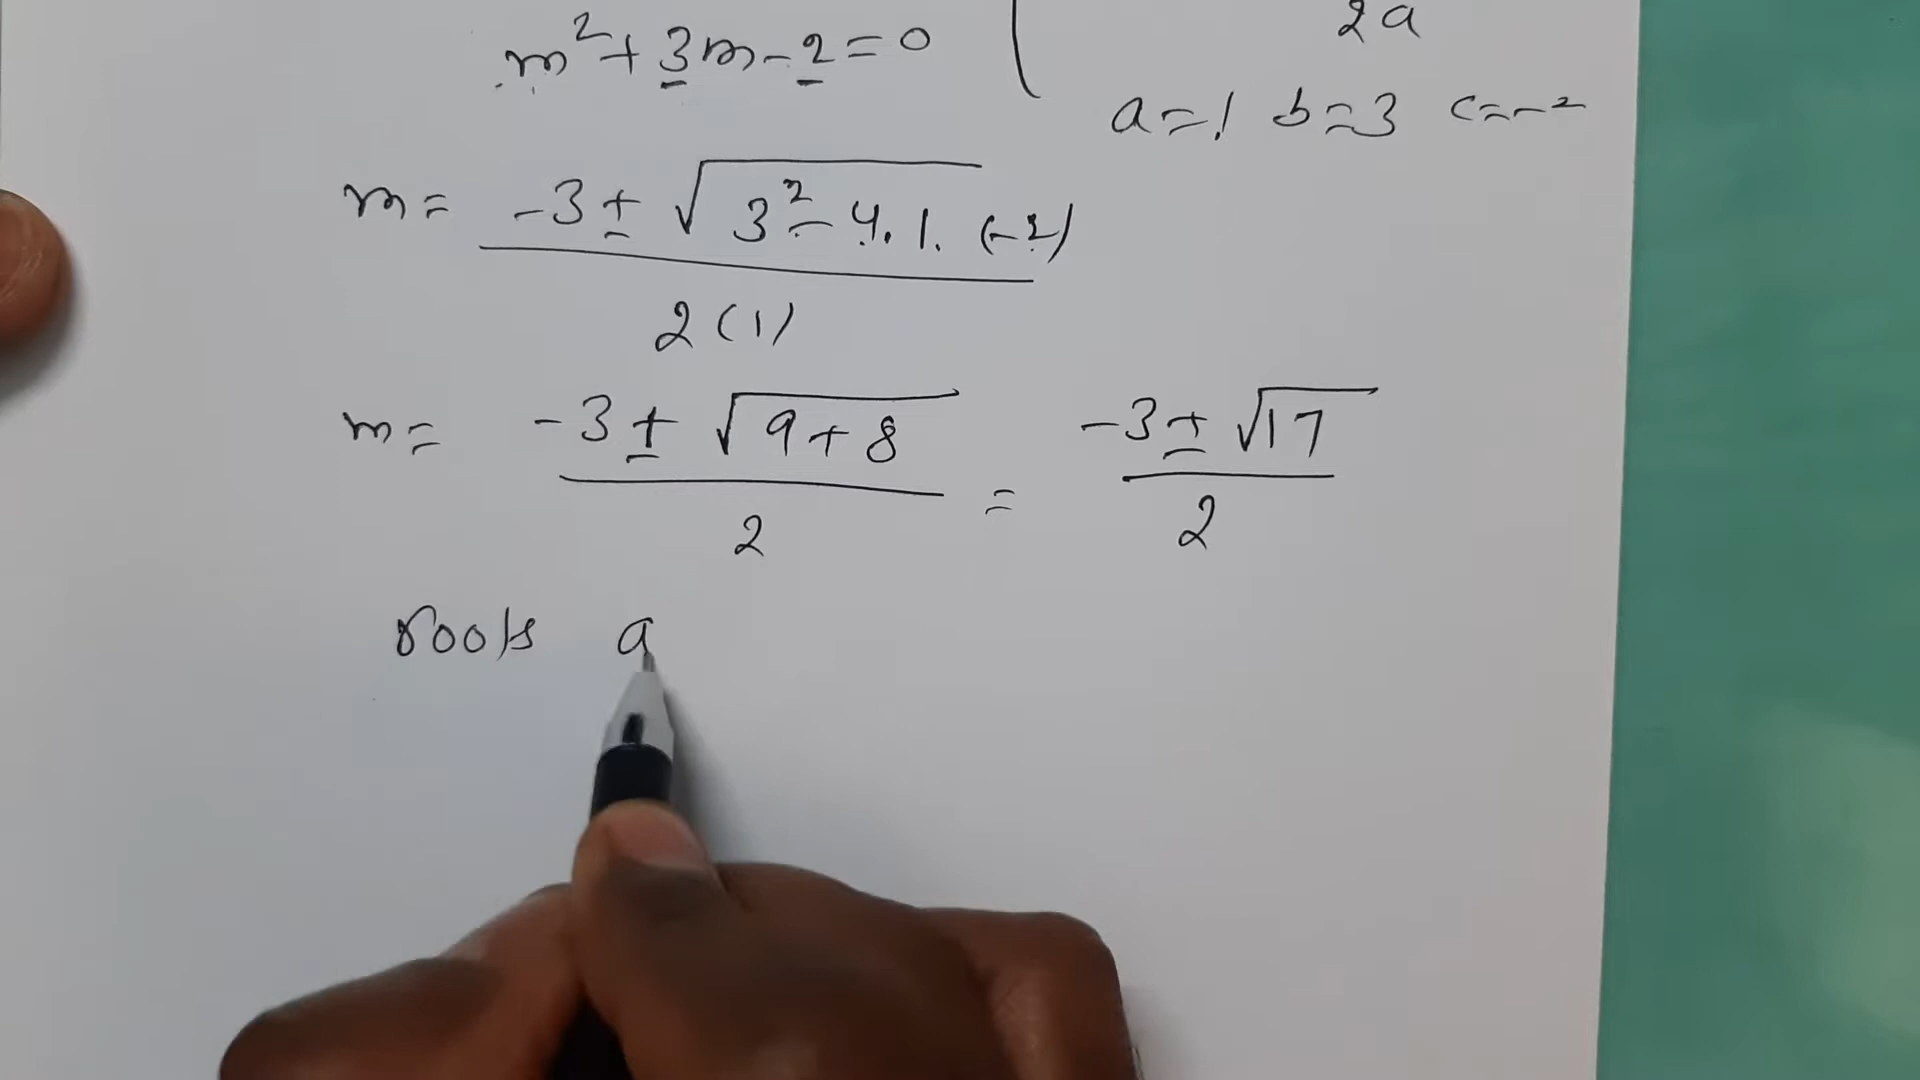 2a
m²+3m-2=0
a=1 b=3 c=-2
m= -3±√3²-4.1.(-2)
2(1)
m= -3±√9+8 = -3±√17
2 2
roots a